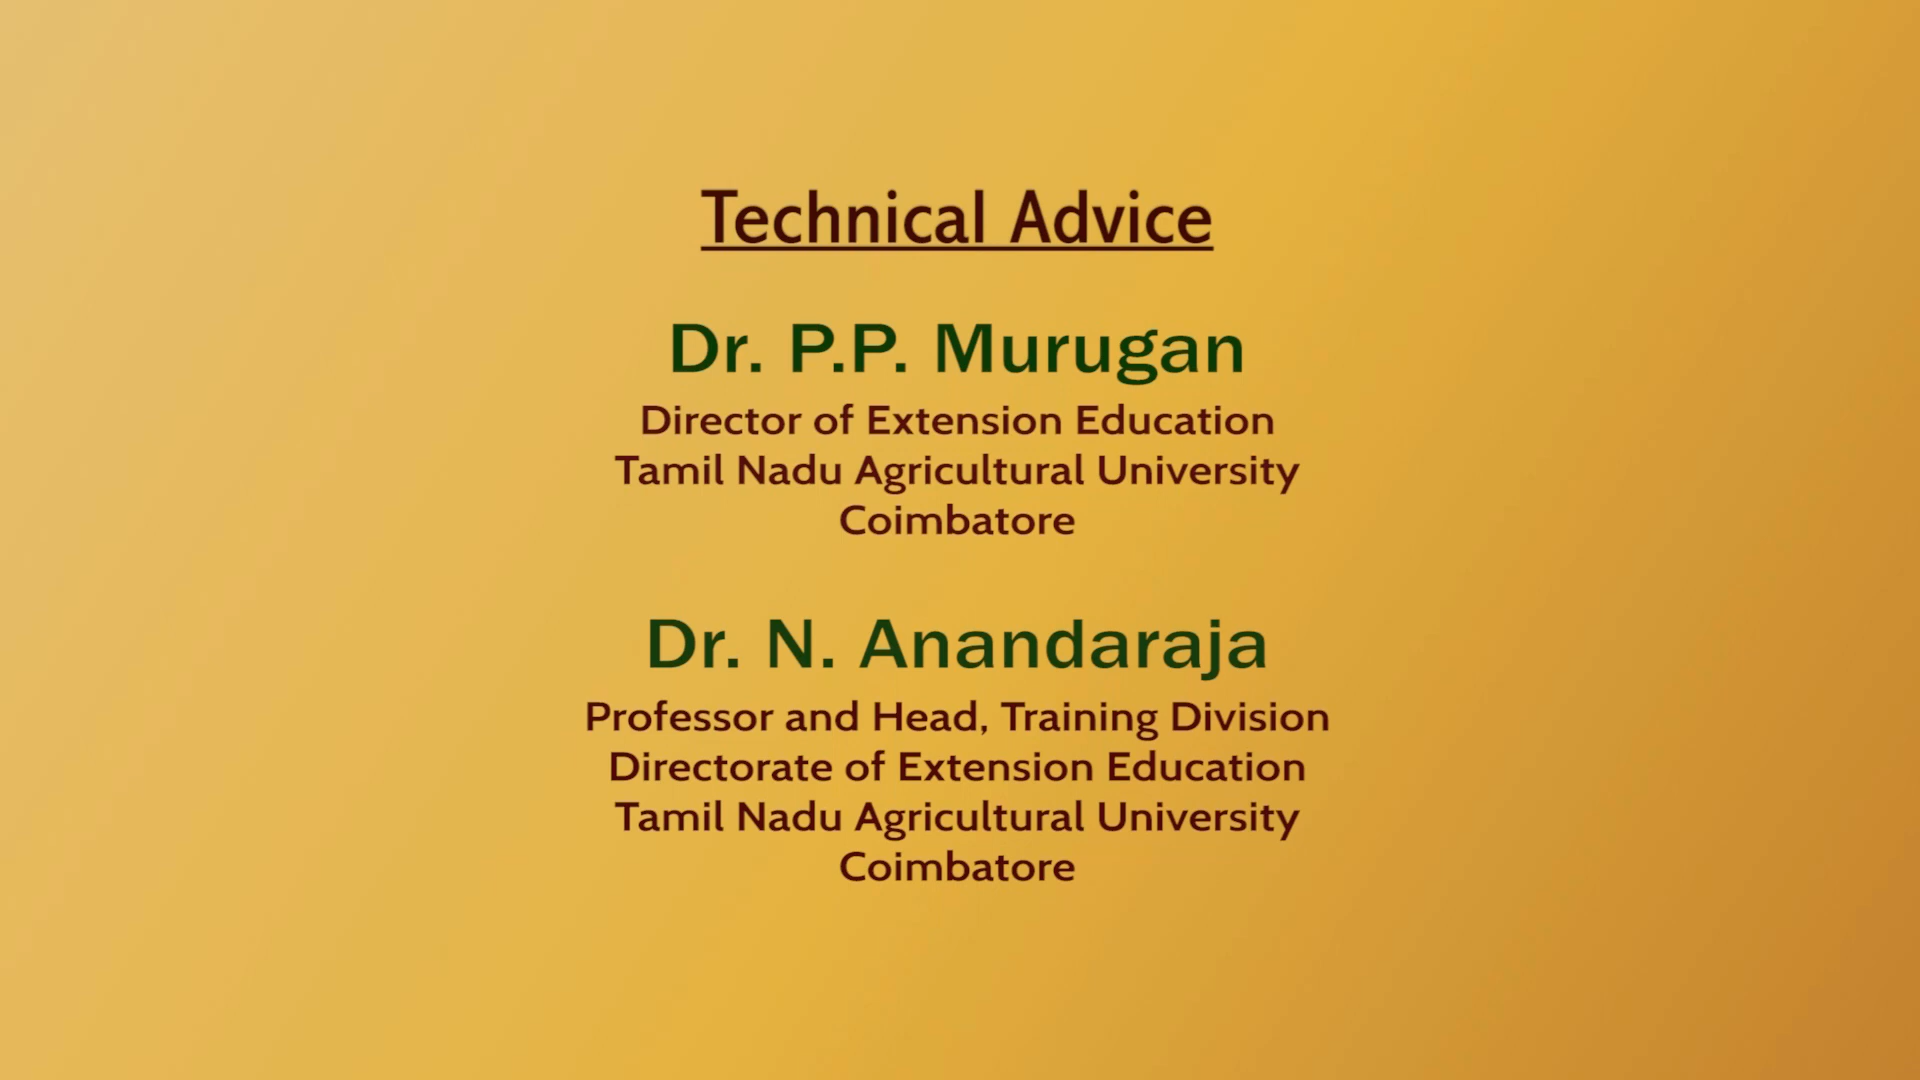 Technical Advice
Dr. P.P. Murugan
Director of Extension Education
Tamil Nadu Agricultural University
Coimbatore
Dr. N. Anandaraja
Professor and Head, Training Division
Directorate of Extension Education
Tamil Nadu Agricultural University
Coimbatore